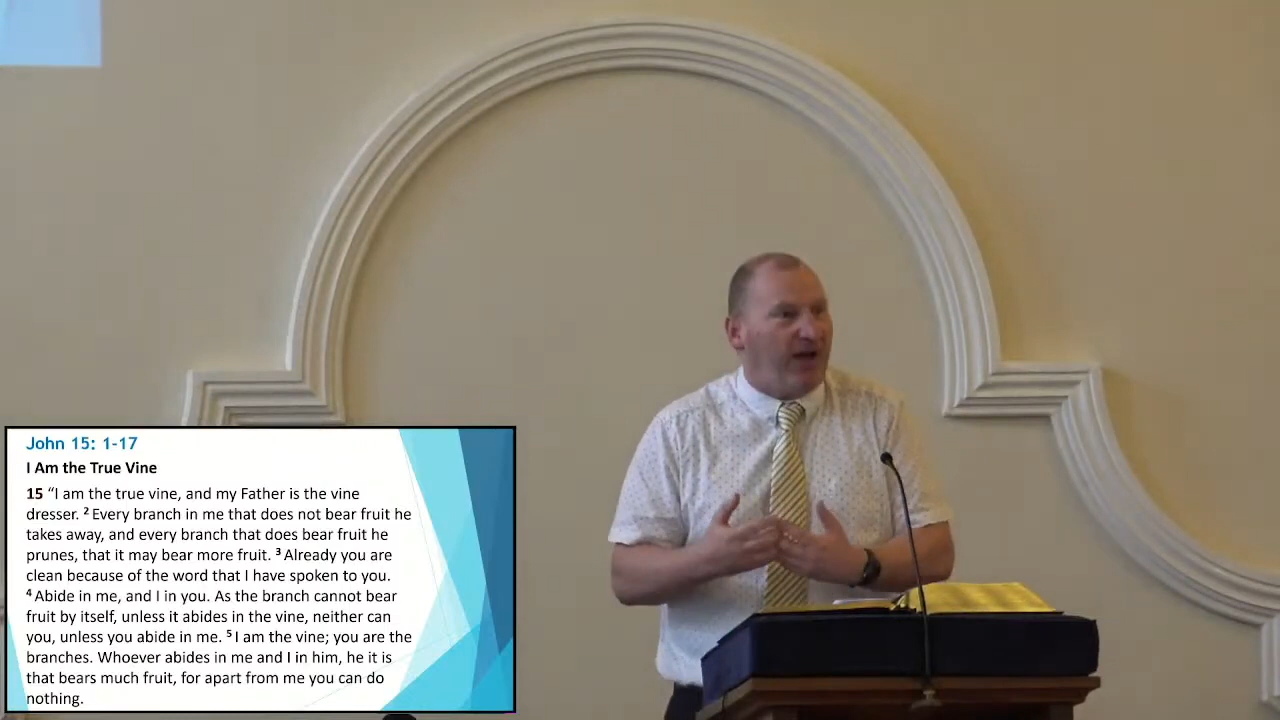 John 15: 1-17
I Am the True Vine
15 “I am the true vine, and my Father is the vine
dresser. ² Every branch in me that does not bear fruit he
takes away, and every branch that does bear fruit he
prunes, that it may bear more fruit. ³ Already you are
clean because of the word that I have spoken to you.
⁴ Abide in me, and I in you. As the branch cannot bear
fruit by itself, unless it abides in the vine, neither can
you, unless you abide in me. ⁵ I am the vine; you are the
branches. Whoever abides in me and I in him, he it is
that bears much fruit, for apart from me you can do
nothing.